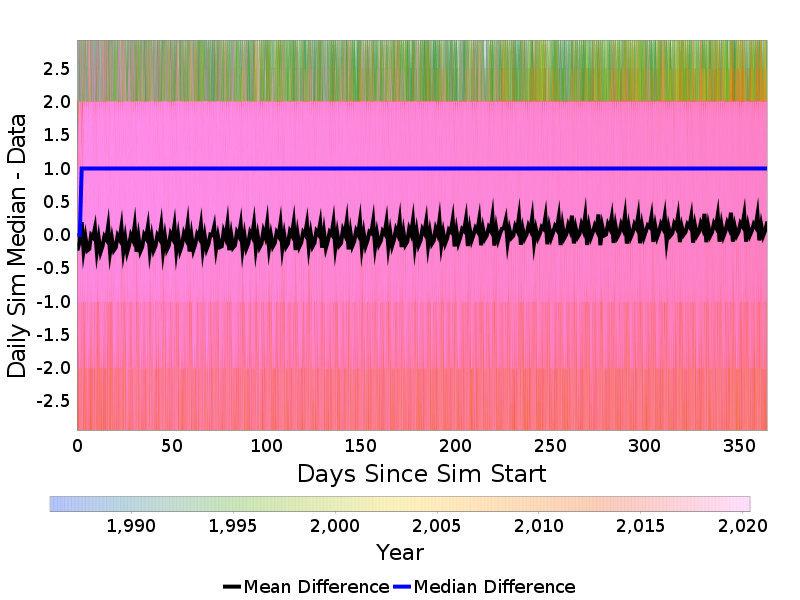 Daily Sim Median - Data
2.5
2.0
1.5
1.0
0.5
0.0
-0.5
-1.0
-1.5
-2.0
-2.5
0 50 100 150 200 250 300 350
Days Since Sim Start
1,990 1,995 2,000 2,005 2,010 2,015 2,020
Year
Mean Difference Median Difference